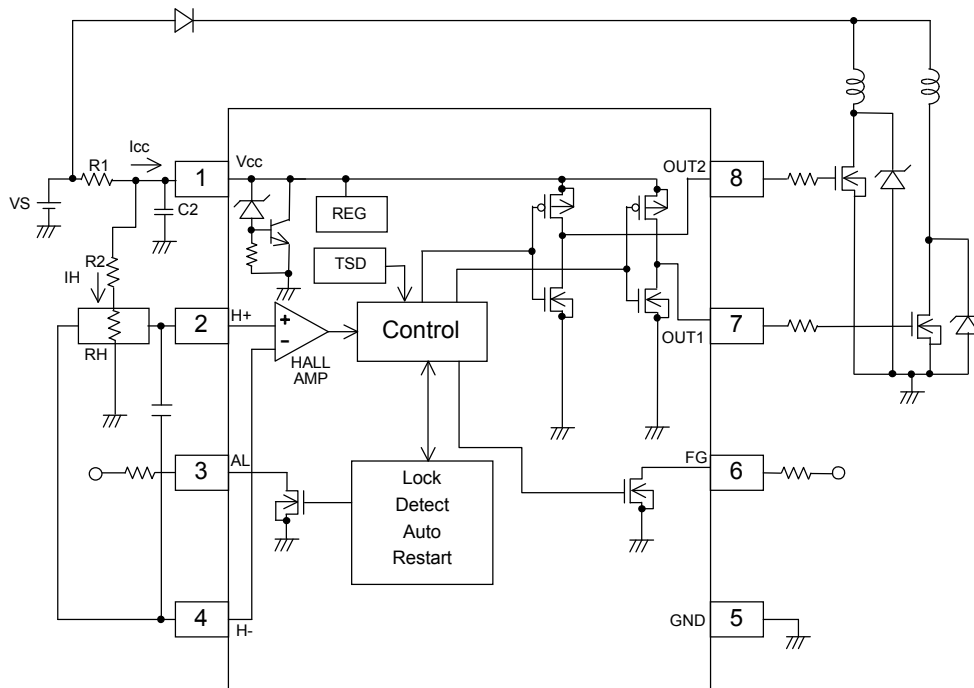 Icc
R1
1
Vcc
OUT2
8
VS
C2
REG
R2
TSD
IH
2
H+
+
Control
7
RH
−
HALL
AMP
OUT1
3
AL
Lock
Detect
Auto
Restart
FG
6
4
H-
GND
5